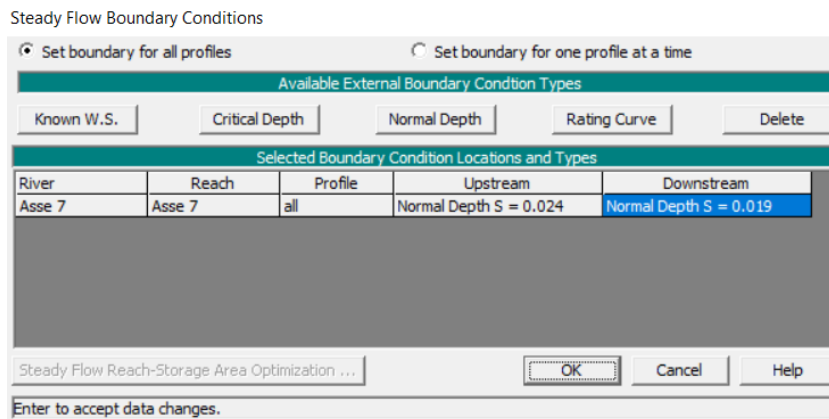 Steady Flow Boundary Conditions
Set boundary for all profiles Set boundary for one profile at a time
Available External Boundary Condtion Types
Known W.S. Critical Depth Normal Depth Rating Curve Delete
Selected Boundary Condition Locations and Types
River Reach Profile Upstream Downstream
Asse 7 Asse 7 all Normal Depth S = 0.024 Normal Depth S = 0.019
Steady Flow Reach-Storage Area Optimization ... OK Cancel Help
Enter to accept data changes.